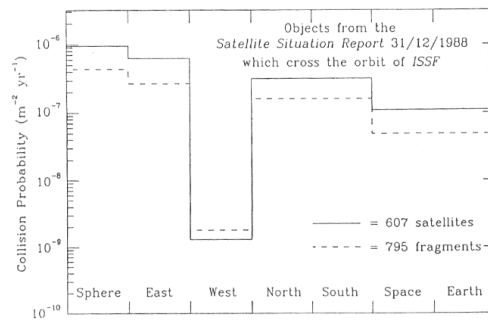 Objects from the
Satellite Situation Report 31/12/1988
which cross the orbit of ISSF
Collision Probability (m⁻² yr⁻¹)
10⁻⁶
10⁻⁷
10⁻⁸
10⁻⁹
10⁻¹⁰
= 607 satellites
= 795 fragments
Sphere East West North South Space Earth